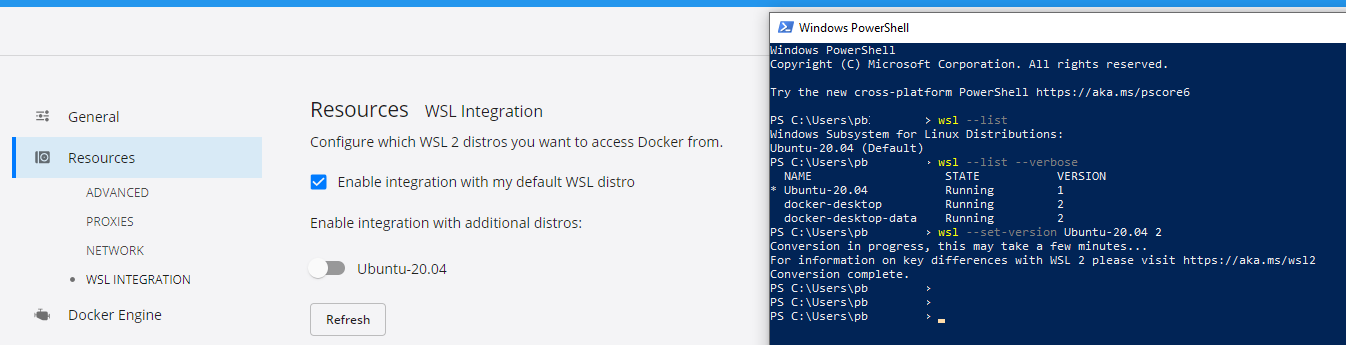 General
Resources
ADVANCED
PROXIES
NETWORK
WSL INTEGRATION
Docker Engine
Resources WSL Integration
Configure which WSL 2 distros you want to access Docker from.
Enable integration with my default WSL distro
Enable integration with additional distros:
Ubuntu-20.04
Refresh
Windows PowerShell
Windows PowerShell
Copyright (C) Microsoft Corporation. All rights reserved.
Try the new cross-platform PowerShell https://aka.ms/pscore6
PS C:\Users\pb > wsl --list
Windows Subsystem for Linux Distributions:
Ubuntu-20.04 (Default)
PS C:\Users\pb > wsl --list --verbose
NAME STATE VERSION
* Ubuntu-20.04 Running 1
docker-desktop Running 2
docker-desktop-data Running 2
PS C:\Users\pb > wsl --set-version Ubuntu-20.04 2
Conversion in progress, this may take a few minutes...
For information on key differences with WSL 2 please visit https://aka.ms/wsl2
Conversion complete.
PS C:\Users\pb >
PS C:\Users\pb >
PS C:\Users\pb >